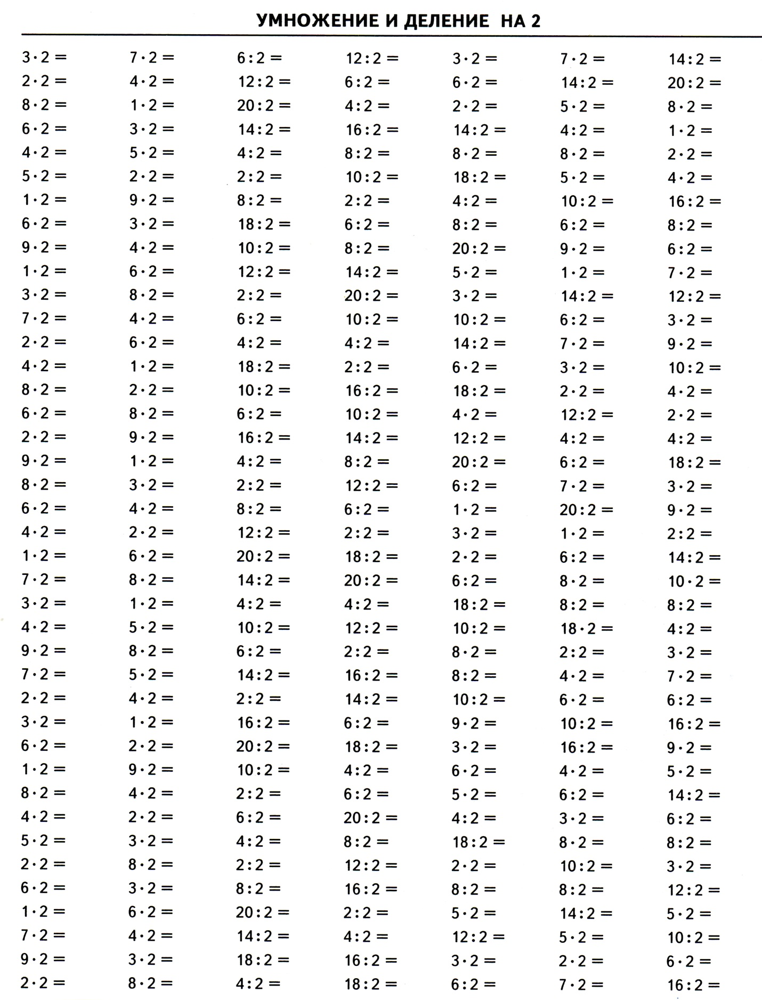 УМНОЖЕНИЕ И ДЕЛЕНИЕ НА 2
3·2= 7·2= 6:2= 12:2= 3·2= 7·2= 14:2=
2·2= 4·2= 12:2= 6:2= 6·2= 14:2= 20:2=
8·2= 1·2= 20:2= 4:2= 2·2= 5·2= 8·2=
6·2= 3·2= 14:2= 16:2= 14:2= 4:2= 1·2=
4·2= 5·2= 4:2= 8:2= 8·2= 8·2= 2·2=
5·2= 2·2= 2:2= 10:2= 18:2= 5·2= 4·2=
1·2= 9·2= 8:2= 2:2= 4:2= 10:2= 16:2=
6·2= 3·2= 18:2= 6:2= 8:2= 6:2= 8:2=
9·2= 4·2= 10:2= 8:2= 20:2= 9·2= 6:2=
1·2= 6·2= 12:2= 14:2= 5·2= 1·2= 7·2=
3·2= 8·2= 2:2= 20:2= 3·2= 14:2= 12:2=
7·2= 4·2= 6:2= 10:2= 10:2= 6:2= 3·2=
2·2= 6·2= 4:2= 4:2= 14:2= 7·2= 9·2=
4·2= 1·2= 18:2= 2:2= 6·2= 3·2= 10:2=
8·2= 2·2= 10:2= 16:2= 18:2= 2·2= 4·2=
6·2= 8·2= 6:2= 10:2= 4·2= 12:2= 2·2=
2·2= 9·2= 16:2= 14:2= 12:2= 4:2= 4:2=
9·2= 1·2= 4:2= 8:2= 20:2= 6:2= 18:2=
8·2= 3·2= 2:2= 12:2= 6:2= 7·2= 3·2=
6·2= 4·2= 8:2= 6:2= 1·2= 20:2= 9·2=
4·2= 2·2= 12:2= 2:2= 3·2= 1·2= 2:2=
1·2= 6·2= 20:2= 18:2= 2·2= 6:2= 14:2=
7·2= 8·2= 14:2= 20:2= 6:2= 8·2= 10·2=
3·2= 1·2= 4:2= 4:2= 18:2= 8:2= 8:2=
4·2= 5·2= 10:2= 12:2= 10:2= 18·2= 4:2=
9·2= 8·2= 6:2= 2:2= 8·2= 2:2= 3·2=
7·2= 5·2= 14:2= 16:2= 8:2= 4·2= 7·2=
2·2= 4·2= 2:2= 14:2= 10:2= 6·2= 6:2=
3·2= 1·2= 16:2= 6:2= 9·2= 10:2= 16:2=
6·2= 2·2= 20:2= 18:2= 3·2= 16:2= 9·2=
1·2= 9·2= 10:2= 4:2= 6·2= 4·2= 5·2=
8·2= 4·2= 2:2= 6:2= 5·2= 6:2= 14:2=
4·2= 2·2= 6:2= 20:2= 4:2= 3·2= 6:2=
5·2= 3·2= 4:2= 8:2= 18:2= 8·2= 8:2=
2·2= 8·2= 2:2= 12:2= 2·2= 10:2= 3·2=
6·2= 3·2= 8:2= 16:2= 8:2= 8:2= 12:2=
1·2= 6·2= 20:2= 2:2= 5·2= 14:2= 5·2=
7·2= 4·2= 14:2= 4:2= 12:2= 5·2= 10:2=
9·2= 3·2= 18:2= 16:2= 3·2= 2·2= 6·2=
2·2= 8·2= 4:2= 18:2= 6:2= 7·2= 16:2=